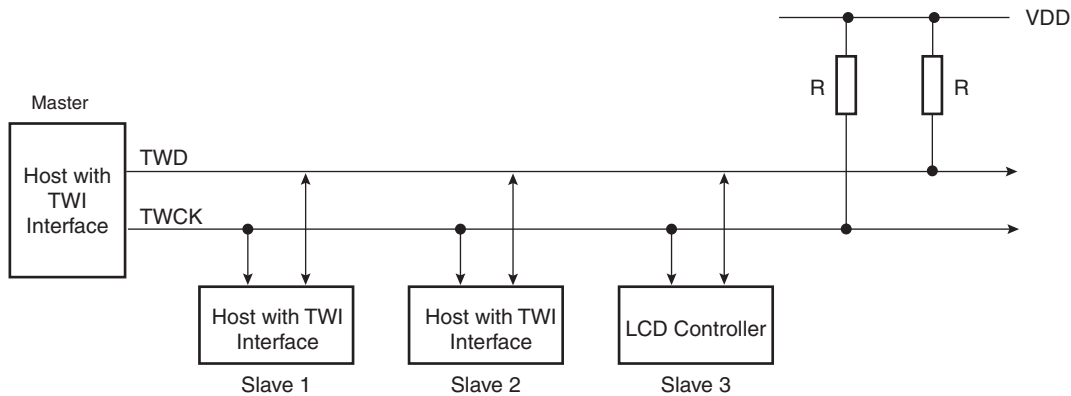 VDD
R
R
Master
Host with
TWI
Interface
TWD
TWCK
Host with TWI
Interface
Host with TWI
Interface
LCD Controller
Slave 1
Slave 2
Slave 3